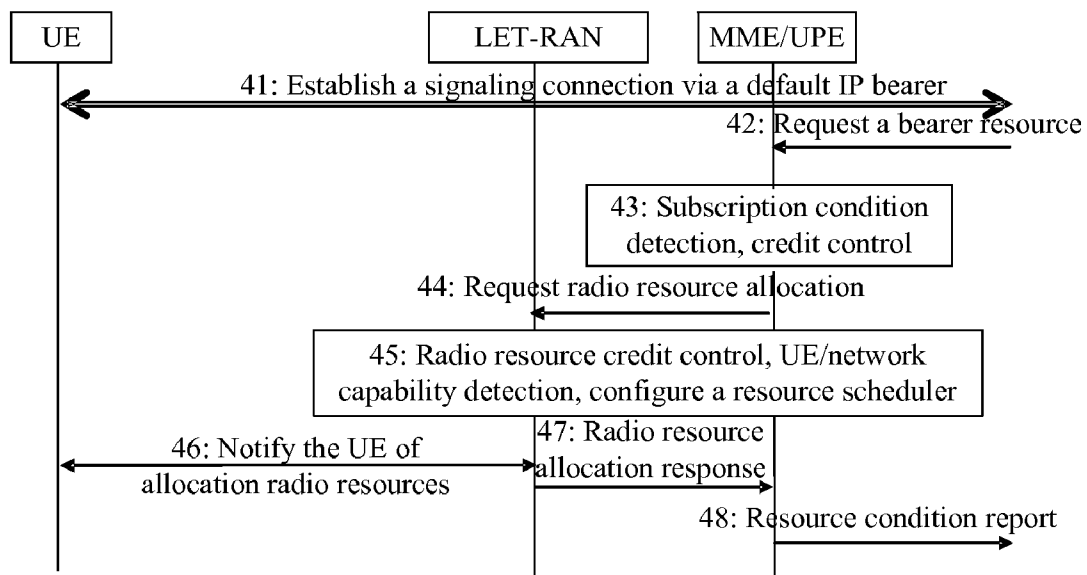 UE
LET-RAN
MME/UPE
41: Establish a signaling connection via a default IP bearer
42: Request a bearer resource
43: Subscription condition
detection, credit control
44: Request radio resource allocation
45: Radio resource credit control, UE/network
capability detection, configure a resource scheduler
46: Notify the UE of
allocation radio resources
47: Radio resource
allocation response
48: Resource condition report